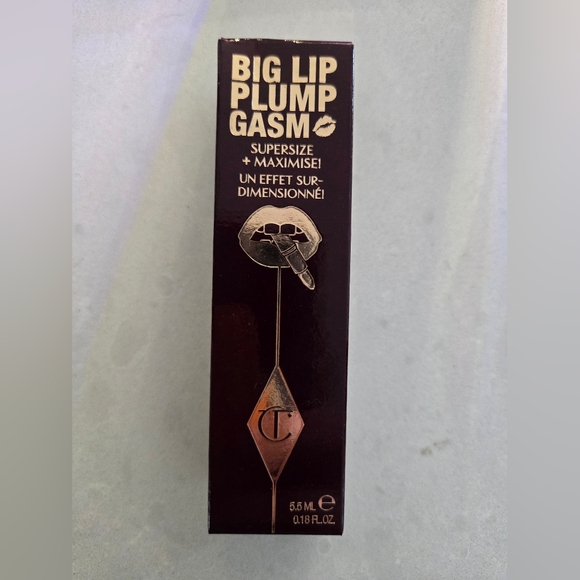 BIG LIP
PLUMP
GASM
SUPERSIZE
+ MAXIMISE!
UN EFFET SUR-
DIMENSIONNÉ!
CT
5.5 ML e
0.18 FL.OZ.